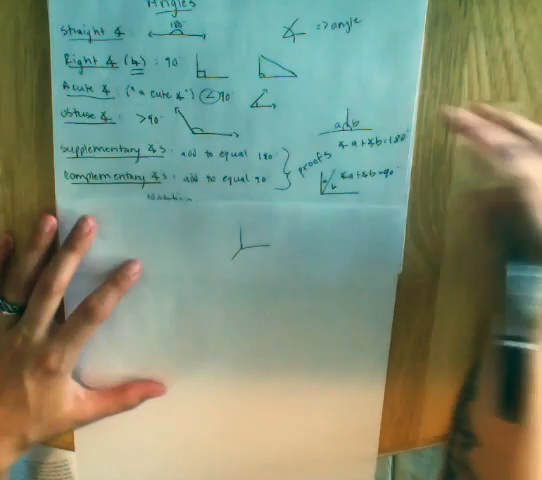 Angles
Straight ∡ 180°
∡ => angle
Right ∡ (L) : 90°
Acute ∡ : ("a cute ∡") < 90°
Obtuse ∡ : >90°
a b
∡a+∡b=180°
Supplementary ∡s : add to equal 180°
proofs
Complementary ∡s : add to equal 90°
∡a+∡b=90°